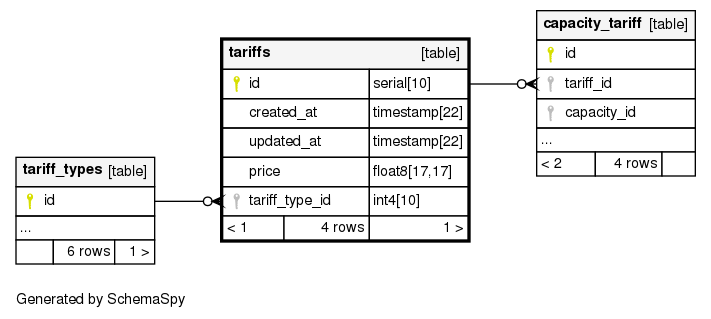 capacity_tariff [table]
id
tariff_id
capacity_id
...
< 2 4 rows
tariffs [table]
id serial[10]
created_at timestamp[22]
updated_at timestamp[22]
price float8[17,17]
tariff_type_id int4[10]
< 1 4 rows 1 >
tariff_types [table]
id
...
6 rows 1 >
Generated by SchemaSpy